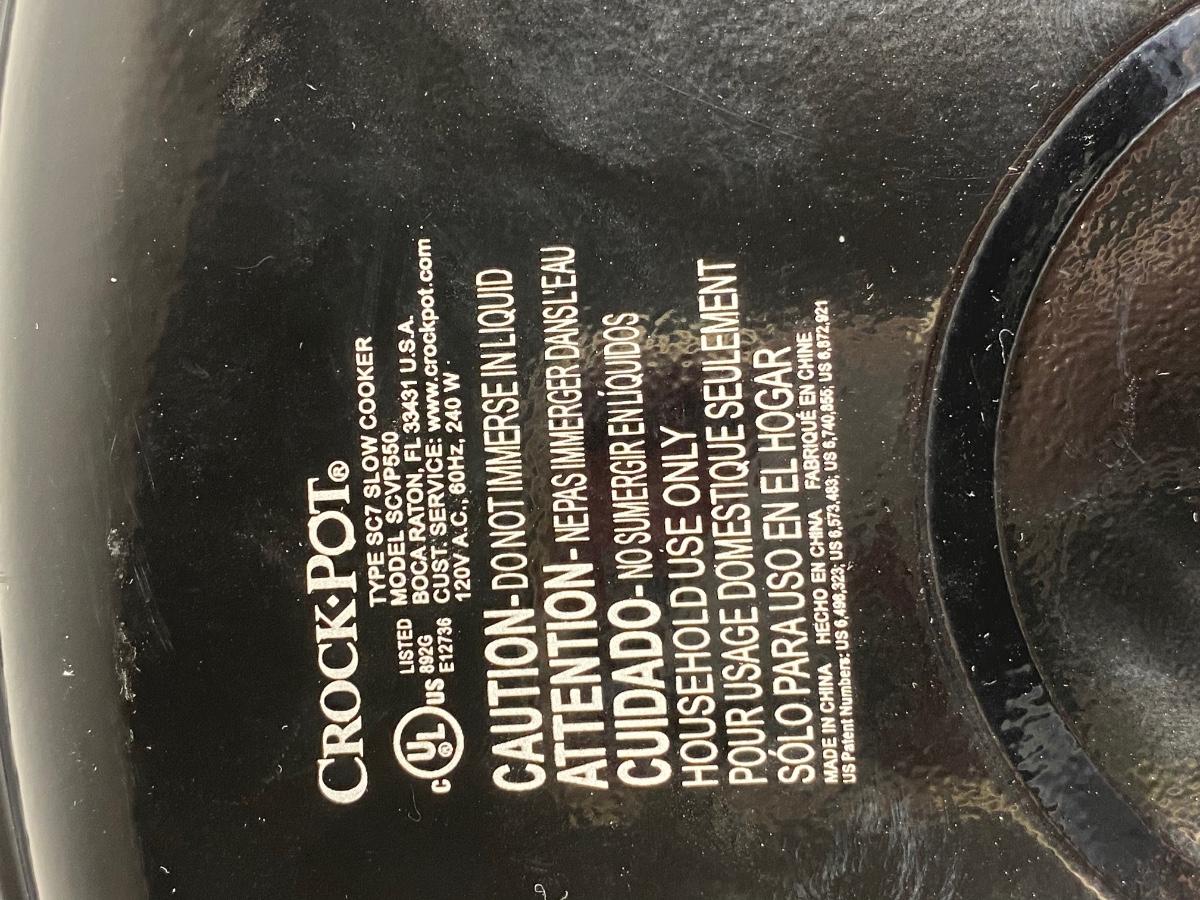 CROCK·POT®
TYPE SC7 SLOW COOKER
LISTED MODEL SCVP550
892G BOCA RATON, FL 33431 U.S.A.
E12736 CUST. SERVICE: www.crockpot.com
120V A.C., 60Hz, 240 W
C UL® US
CAUTION- DO NOT IMMERSE IN LIQUID
ATTENTION - NE PAS IMMERGER DANS L'EAU
CUIDADO- NO SUMERGIR EN LÍQUIDOS
HOUSEHOLD USE ONLY
POUR USAGE DOMESTIQUE SEULEMENT
SÓLO PARA USO EN EL HOGAR
MADE IN CHINA HECHO EN CHINA FABRIQUÉ EN CHINE
US Patent Numbers: US 6,498,323; US 6,573,483; US 6,740,855; US 6,872,921